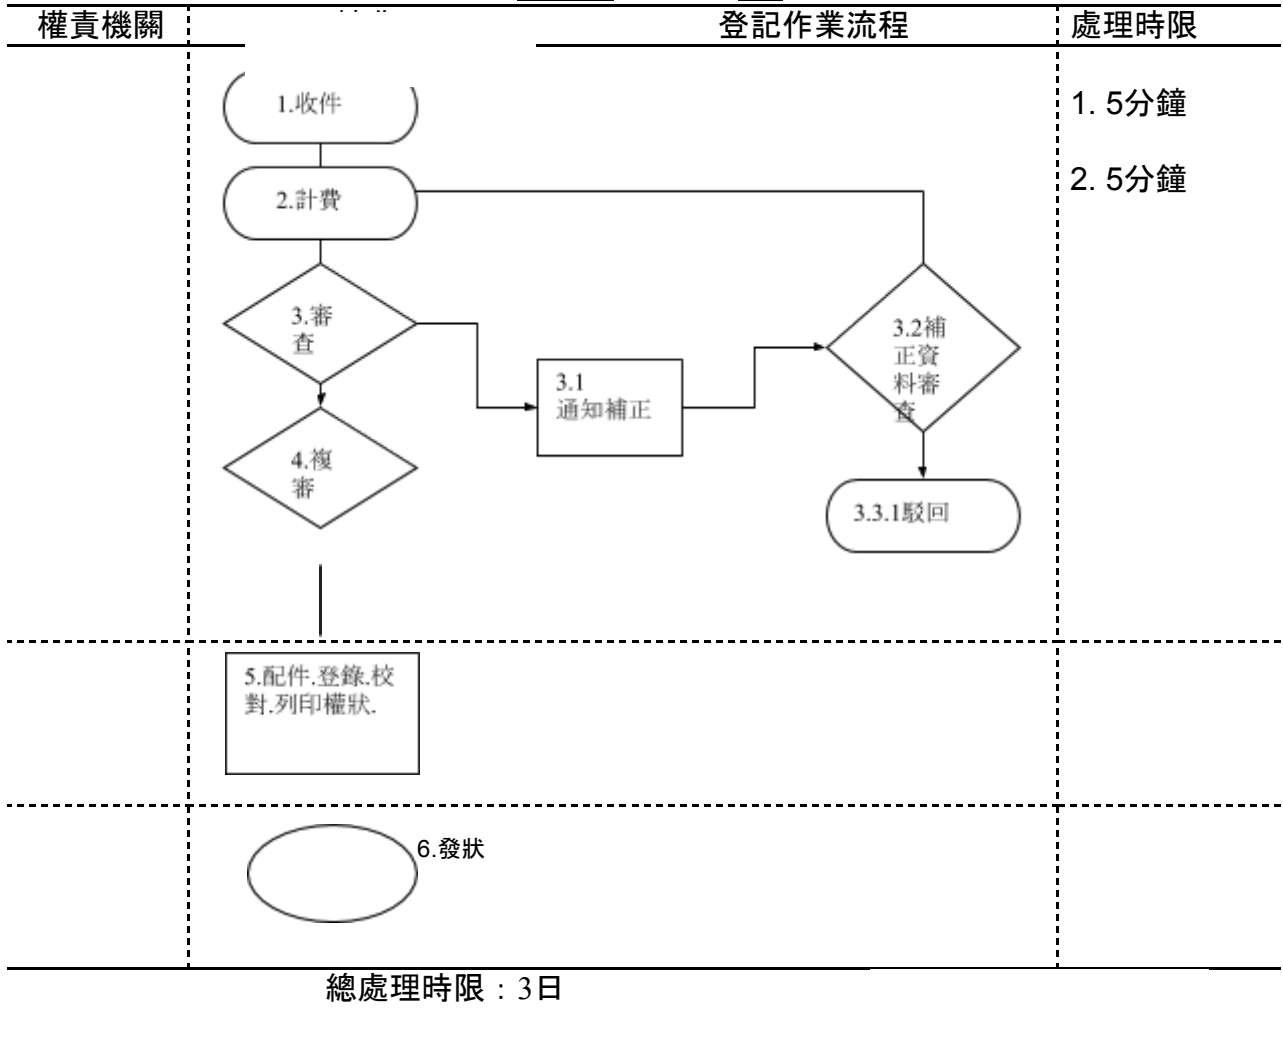 權責機關
登記作業流程
處理時限
1.收件
1. 5分鐘
2.計費
2. 5分鐘
3.審
查
3.1
通知補正
3.2補
正資
料審
查
4.複
審
3.3.1駁回
5.配件.登錄.校
對.列印權狀.
6.發狀
總處理時限：3日